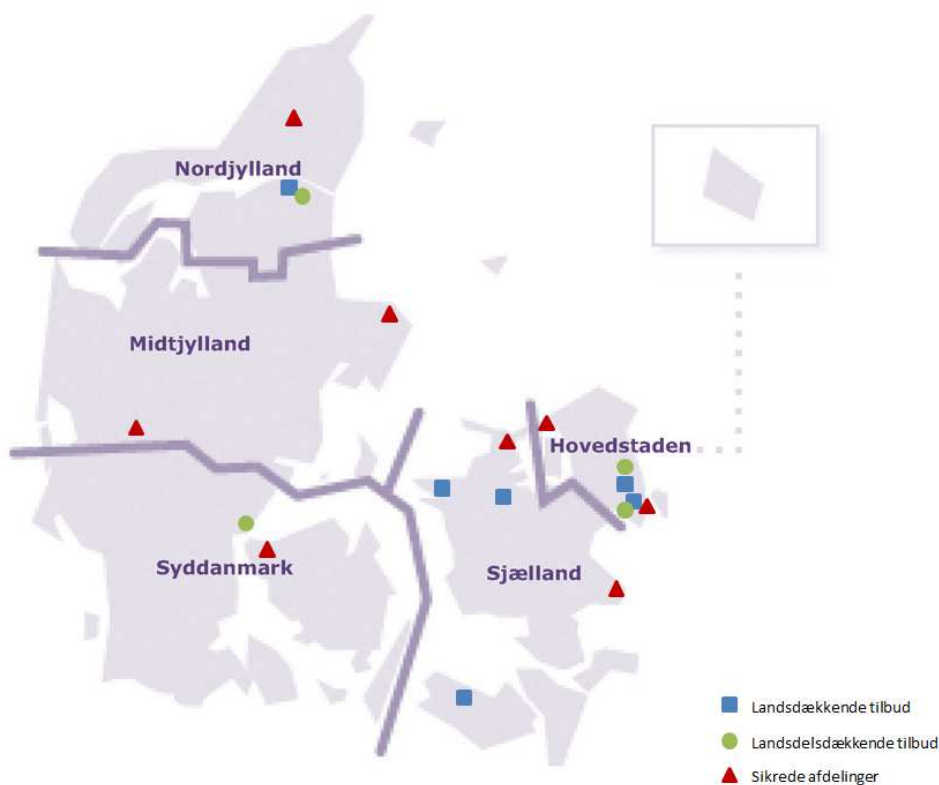 Nordjylland
Midtjylland
Hovedstaden
Syddanmark
Sjælland
Landsdækkende tilbud
Landsdelsdækkende tilbud
Sikrede afdelinger